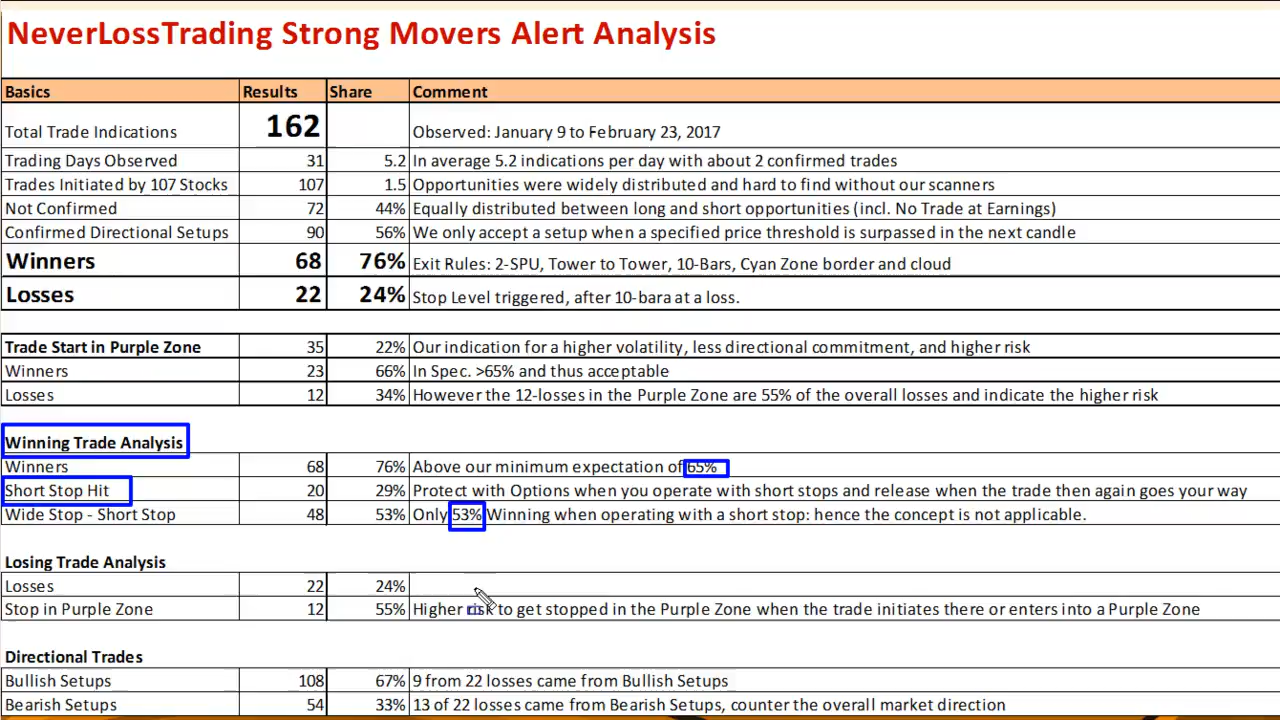 NeverLossTrading Strong Movers Alert Analysis
Basics Results Share Comment
Total Trade Indications 162 Observed: January 9 to February 23, 2017
Trading Days Observed 31 5.2 In average 5.2 indications per day with about 2 confirmed trades
Trades Initiated by 107 Stocks 107 1.5 Opportunities were widely distributed and hard to find without our scanners
Not Confirmed 72 44% Equally distributed between long and short opportunities (incl. No Trade at Earnings)
Confirmed Directional Setups 90 56% We only accept a setup when a specified price threshold is surpassed in the next candle
Winners 68 76% Exit Rules: 2-SPU, Tower to Tower, 10-Bars, Cyan Zone border and cloud
Losses 22 24% Stop Level triggered, after 10-bara at a loss.
Trade Start in Purple Zone 35 22% Our indication for a higher volatility, less directional commitment, and higher risk
Winners 23 66% In Spec. >65% and thus acceptable
Losses 12 34% However the 12-losses in the Purple Zone are 55% of the overall losses and indicate the higher risk
Winning Trade Analysis
Winners 68 76% Above our minimum expectation of 65%
Short Stop Hit 20 29% Protect with Options when you operate with short stops and release when the trade then again goes your way
Wide Stop - Short Stop 48 53% Only 53% Winning when operating with a short stop: hence the concept is not applicable.
Losing Trade Analysis
Losses 22 24%
Stop in Purple Zone 12 55% Higher risk to get stopped in the Purple Zone when the trade initiates there or enters into a Purple Zone
Directional Trades
Bullish Setups 108 67% 9 from 22 losses came from Bullish Setups
Bearish Setups 54 33% 13 of 22 losses came from Bearish Setups, counter the overall market direction